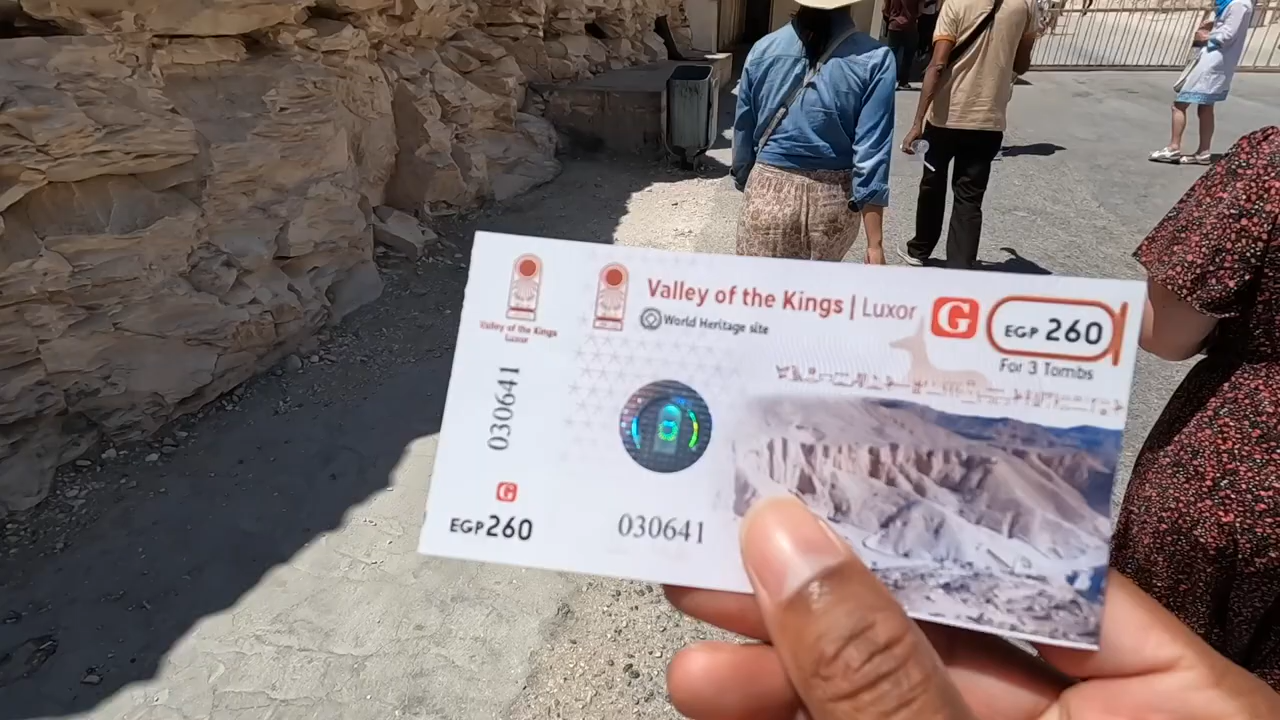 Valley of the Kings
Luxor
030641
G
EGP 260
Valley of the Kings | Luxor
World Heritage site
G
EGP 260
For 3 Tombs
030641